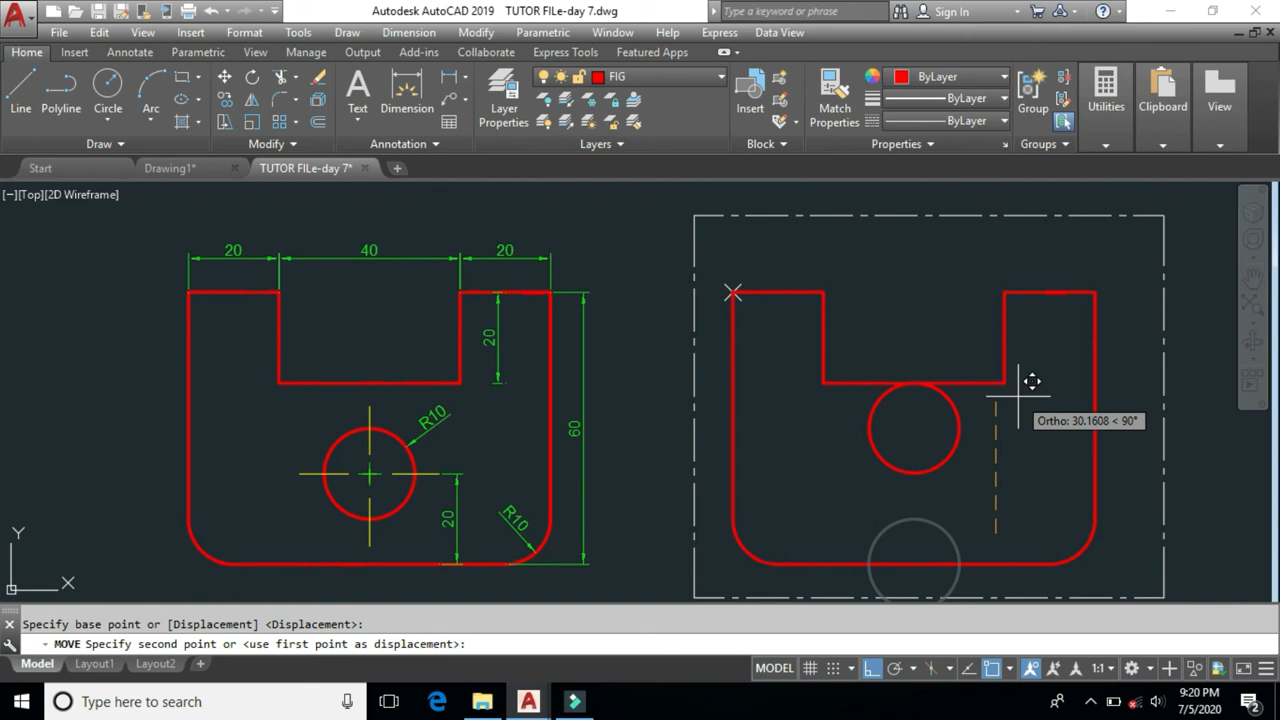 Autodesk AutoCAD 2019 TUTOR FILe-day 7.dwg
Type a keyword or phrase
Sign In
File Edit View Insert Format Tools Draw Dimension Modify Parametric Window Help Express Data View
Home Insert Annotate Parametric View Manage Output Add-ins Collaborate Express Tools Featured Apps
Line Polyline Circle Arc
Text Dimension
Layer Properties
FIG
Insert
Match Properties
ByLayer
ByLayer
ByLayer
Group
Utilities
Clipboard
View
Draw Modify Annotation Layers Block Properties Groups
Start Drawing1* TUTOR FILe-day 7*
[−][Top][2D Wireframe]
20 40 20
20
R10
60
20
R10
Ortho: 30.1608 < 90°
Y
X
Specify base point or [Displacement] <Displacement>:
MOVE Specify second point or <use first point as displacement>:
Model Layout1 Layout2
MODEL
1:1
Type here to search
9:20 PM
7/5/2020
2